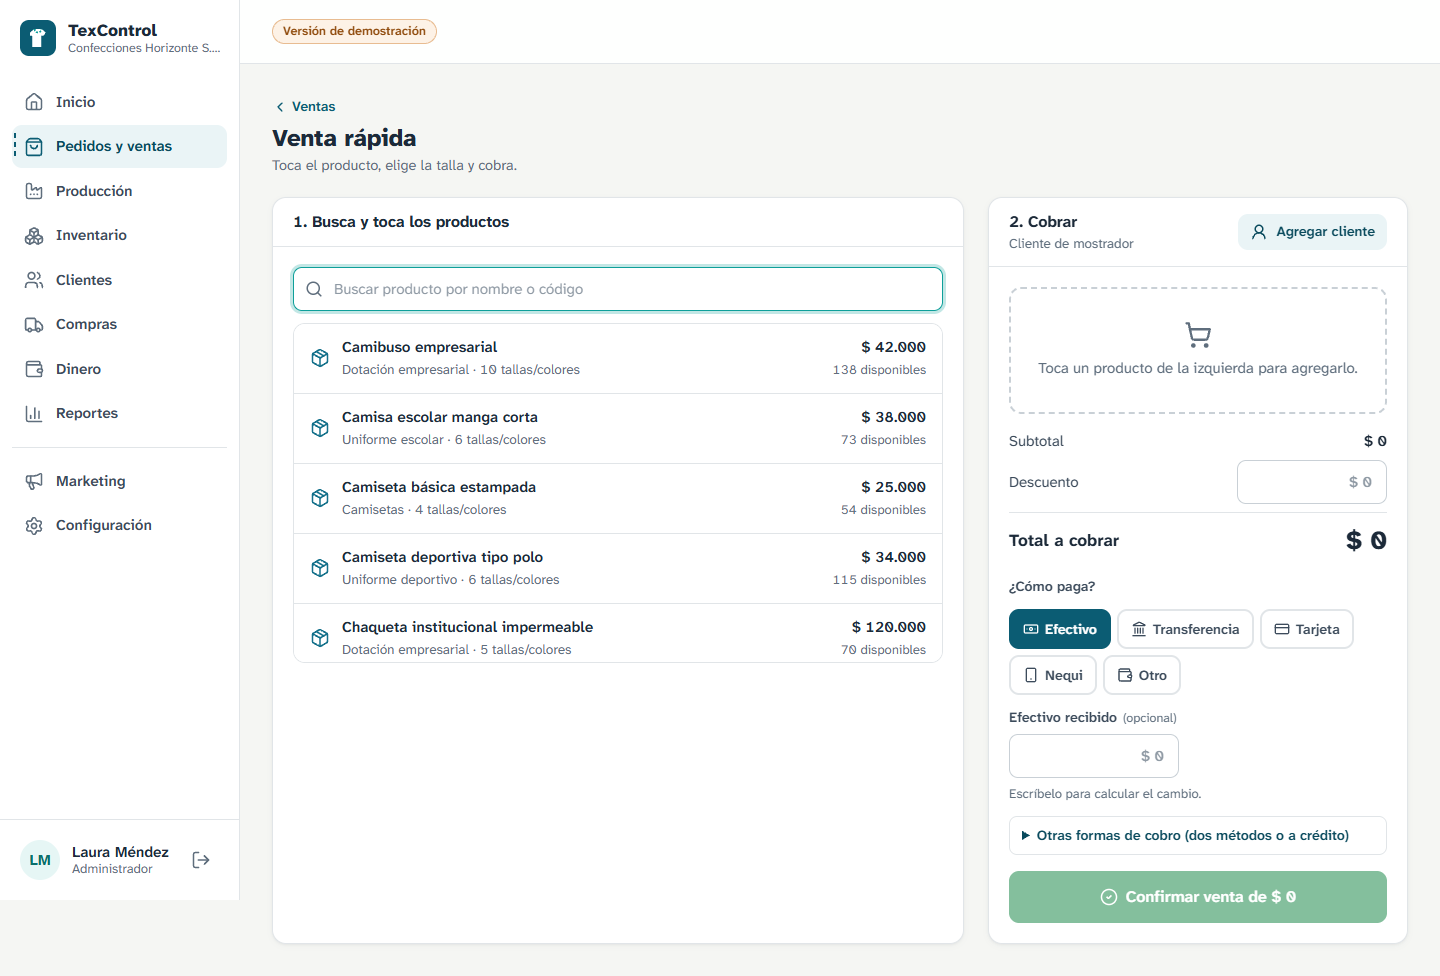 TexControl
Confecciones Horizonte S....
Inicio
Pedidos y ventas
Producción
Inventario
Clientes
Compras
Dinero
Reportes
Marketing
Configuración
LM
Laura Méndez
Administrador
Versión de demostración
Ventas
Venta rápida
Toca el producto, elige la talla y cobra.
1. Busca y toca los productos
Buscar producto por nombre o código
Camibuso empresarial $ 42.000
Dotación empresarial · 10 tallas/colores 138 disponibles
Camisa escolar manga corta $ 38.000
Uniforme escolar · 6 tallas/colores 73 disponibles
Camiseta básica estampada $ 25.000
Camisetas · 4 tallas/colores 54 disponibles
Camiseta deportiva tipo polo $ 34.000
Uniforme deportivo · 6 tallas/colores 115 disponibles
Chaqueta institucional impermeable $ 120.000
Dotación empresarial · 5 tallas/colores 70 disponibles
2. Cobrar
Cliente de mostrador
Agregar cliente
Toca un producto de la izquierda para agregarlo.
Subtotal $ 0
Descuento $ 0
Total a cobrar $ 0
¿Cómo paga?
Efectivo Transferencia Tarjeta
Nequi Otro
Efectivo recibido (opcional)
$ 0
Escríbelo para calcular el cambio.
Otras formas de cobro (dos métodos o a crédito)
Confirmar venta de $ 0